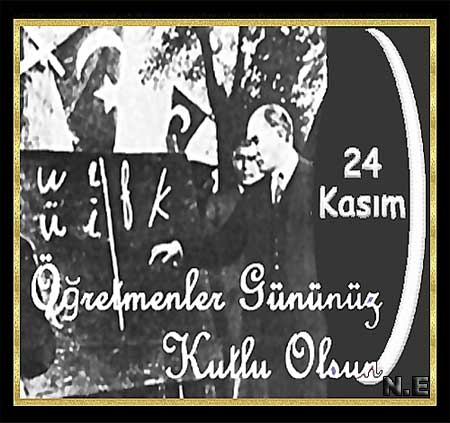 w i f k
ü i
24
Kasım
Öğretmenler Gününüz
Kutlu Olsun
N.E